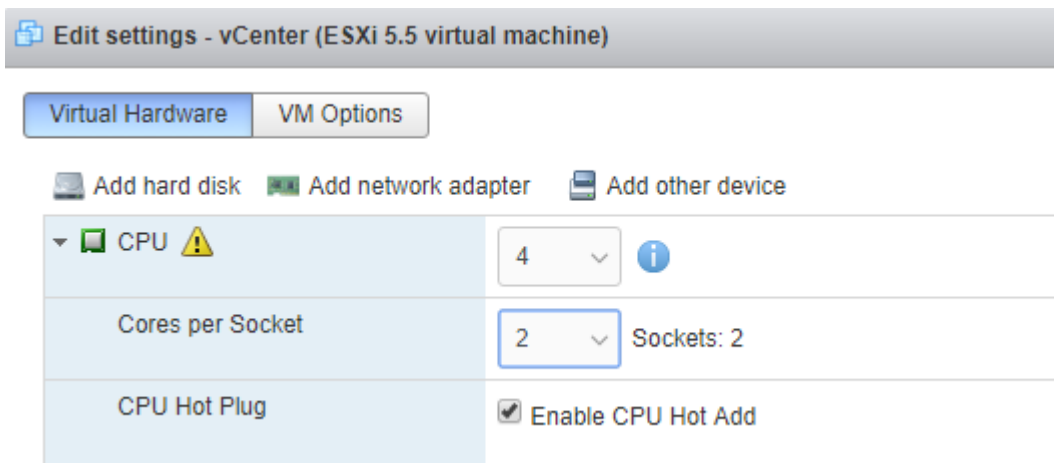 Edit settings - vCenter (ESXi 5.5 virtual machine)
Virtual Hardware VM Options
Add hard disk Add network adapter Add other device
CPU 4
Cores per Socket 2 Sockets: 2
CPU Hot Plug Enable CPU Hot Add